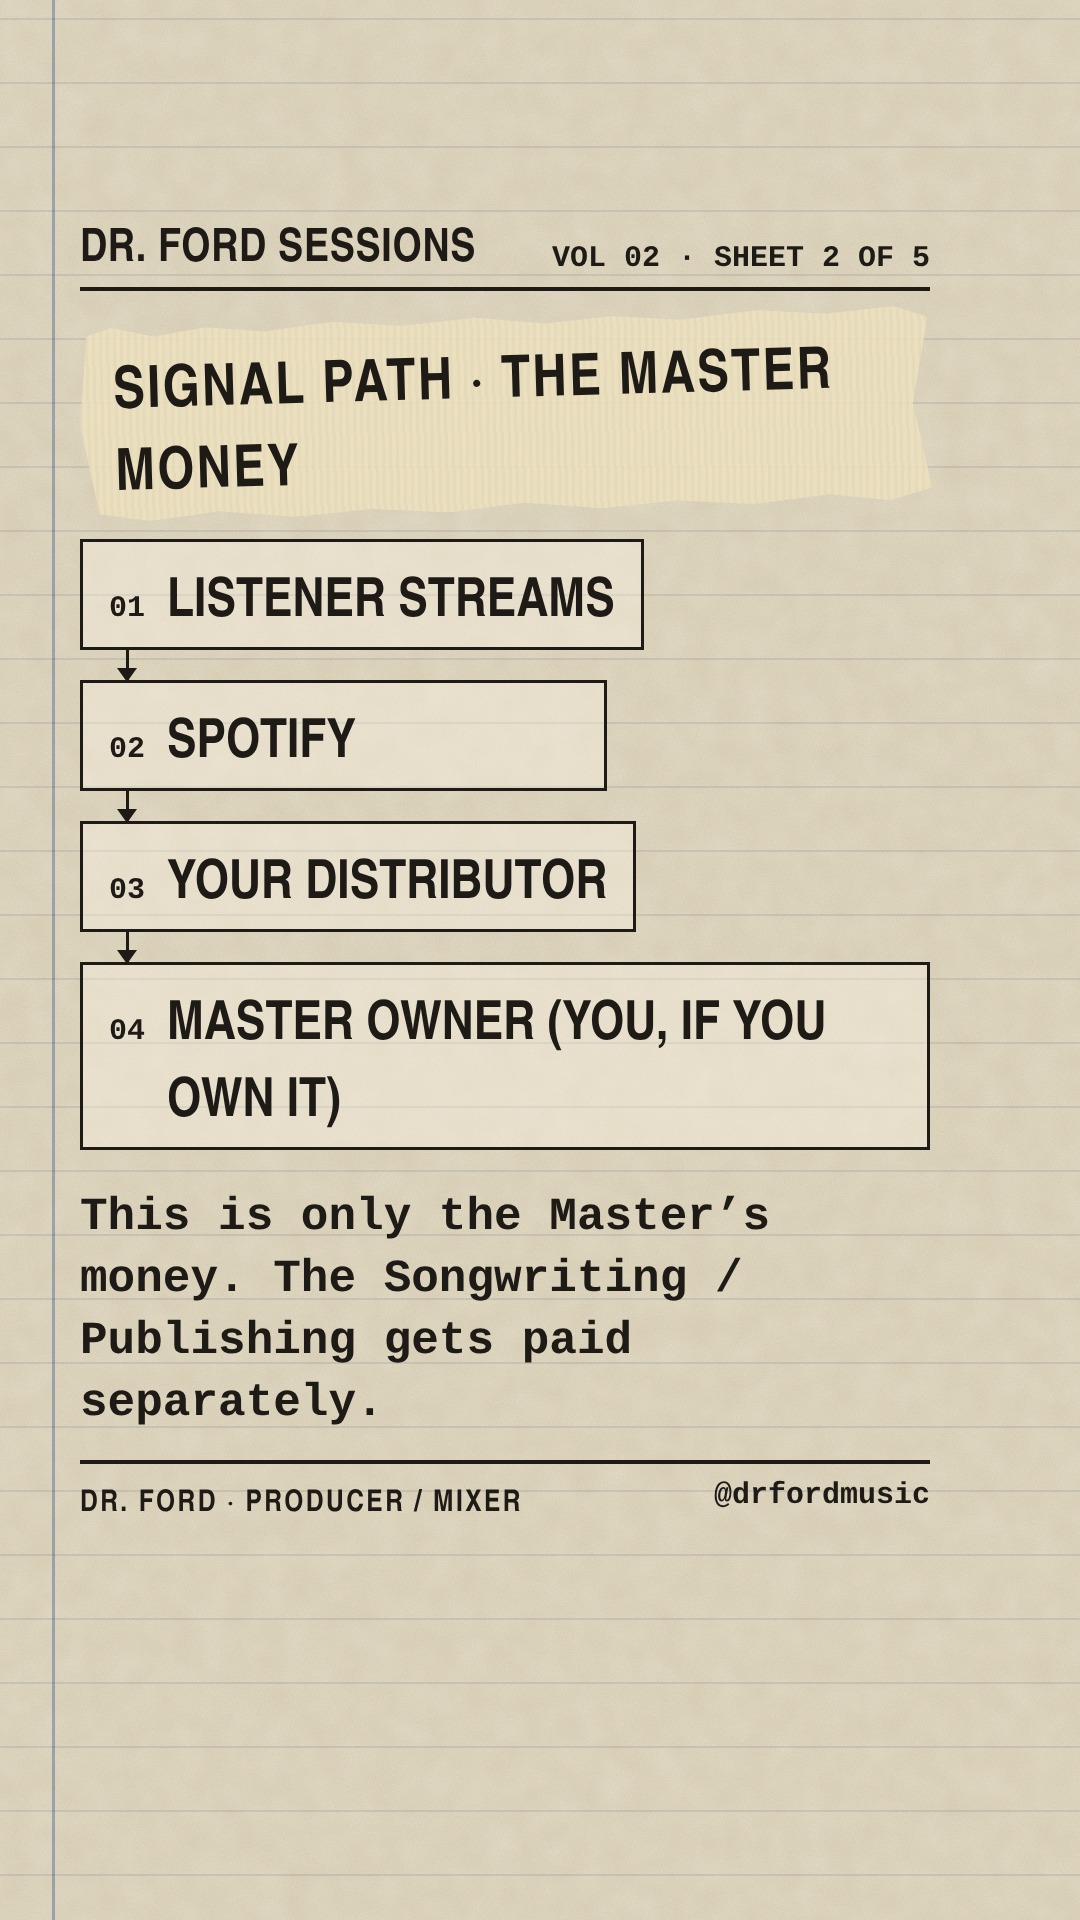 DR. FORD SESSIONS
VOL 02 · SHEET 2 OF 5
SIGNAL PATH · THE MASTER
MONEY
01 LISTENER STREAMS
02 SPOTIFY
03 YOUR DISTRIBUTOR
04 MASTER OWNER (YOU, IF YOU
OWN IT)
This is only the Master’s
money. The Songwriting /
Publishing gets paid
separately.
DR. FORD · PRODUCER / MIXER
@drfordmusic